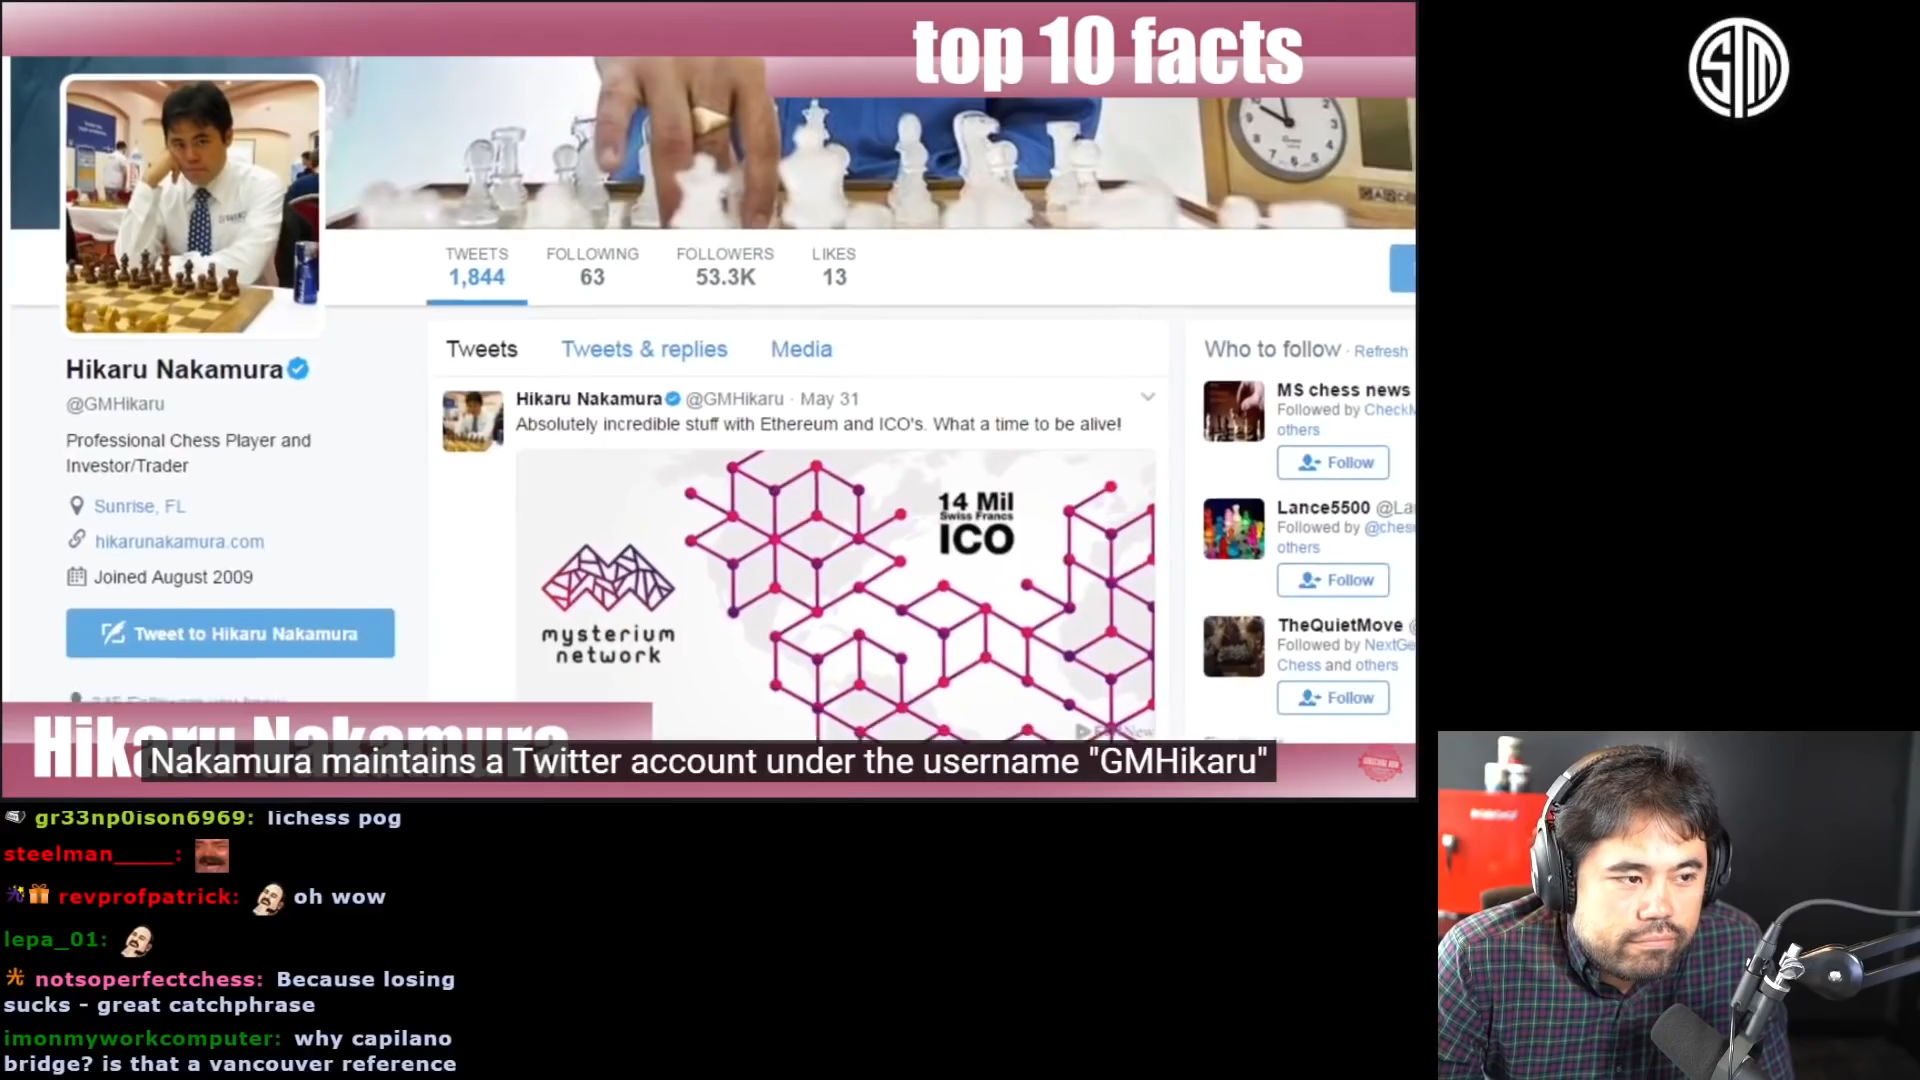 top 10 facts
TSM
TWEETS
1,844
FOLLOWING
63
FOLLOWERS
53.3K
LIKES
13
Hikaru Nakamura
@GMHikaru
Professional Chess Player and
Investor/Trader
Sunrise, FL
hikarunakamura.com
Joined August 2009
Tweet to Hikaru Nakamura
Tweets
Tweets & replies
Media
Hikaru Nakamura @GMHikaru · May 31
Absolutely incredible stuff with Ethereum and ICO's. What a time to be alive!
14 Mil
Swiss Francs
ICO
mysterium
network
Who to follow · Refresh
MS chess news
Followed by
others
Follow
Lance5500
Followed by
others
Follow
TheQuietMove
Followed by
Chess and others
Follow
Hikaru Nakamura
Nakamura maintains a Twitter account under the username "GMHikaru"
gr33np0ison6969: lichess pog
steelman____:
revprofpatrick: oh wow
lepa_01:
notsoperfectchess: Because losing
sucks - great catchphrase
imonmyworkcomputer: why capilano
bridge? is that a vancouver reference